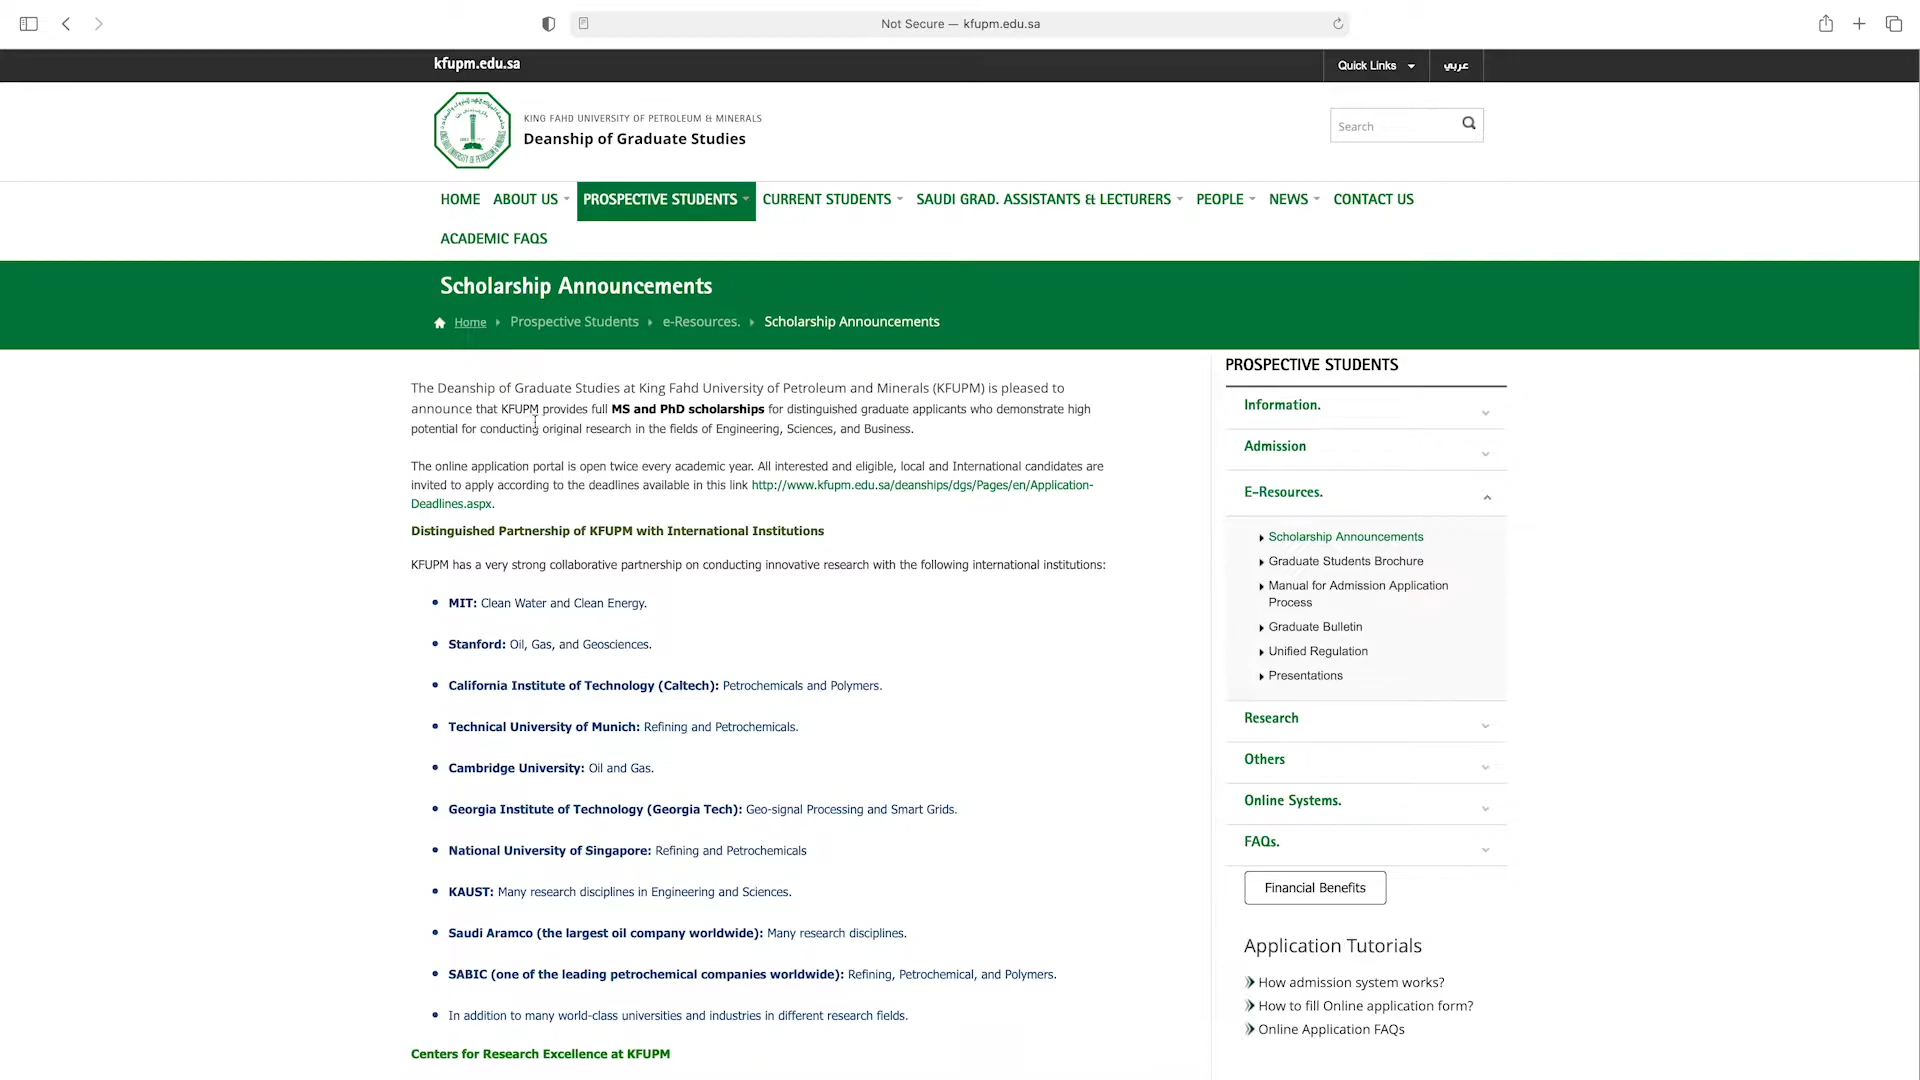 Not Secure — kfupm.edu.sa
kfupm.edu.sa
Quick Links
عربي
KING FAHD UNIVERSITY OF PETROLEUM & MINERALS
Deanship of Graduate Studies
Search
HOME ABOUT US PROSPECTIVE STUDENTS CURRENT STUDENTS SAUDI GRAD. ASSISTANTS & LECTURERS PEOPLE NEWS CONTACT US
ACADEMIC FAQS
Scholarship Announcements
Home Prospective Students e-Resources. Scholarship Announcements
The Deanship of Graduate Studies at King Fahd University of Petroleum and Minerals (KFUPM) is pleased to
announce that KFUPM provides full MS and PhD scholarships for distinguished graduate applicants who demonstrate high
potential for conducting original research in the fields of Engineering, Sciences, and Business.
The online application portal is open twice every academic year. All interested and eligible, local and International candidates are
invited to apply according to the deadlines available in this link http://www.kfupm.edu.sa/deanships/dgs/Pages/en/Application-
Deadlines.aspx.
Distinguished Partnership of KFUPM with International Institutions
KFUPM has a very strong collaborative partnership on conducting innovative research with the following international institutions:
MIT: Clean Water and Clean Energy.
Stanford: Oil, Gas, and Geosciences.
California Institute of Technology (Caltech): Petrochemicals and Polymers.
Technical University of Munich: Refining and Petrochemicals.
Cambridge University: Oil and Gas.
Georgia Institute of Technology (Georgia Tech): Geo-signal Processing and Smart Grids.
National University of Singapore: Refining and Petrochemicals
KAUST: Many research disciplines in Engineering and Sciences.
Saudi Aramco (the largest oil company worldwide): Many research disciplines.
SABIC (one of the leading petrochemical companies worldwide): Refining, Petrochemical, and Polymers.
In addition to many world-class universities and industries in different research fields.
Centers for Research Excellence at KFUPM
PROSPECTIVE STUDENTS
Information.
Admission
E-Resources.
Scholarship Announcements
Graduate Students Brochure
Manual for Admission Application
Process
Graduate Bulletin
Unified Regulation
Presentations
Research
Others
Online Systems.
FAQs.
Financial Benefits
Application Tutorials
How admission system works?
How to fill Online application form?
Online Application FAQs